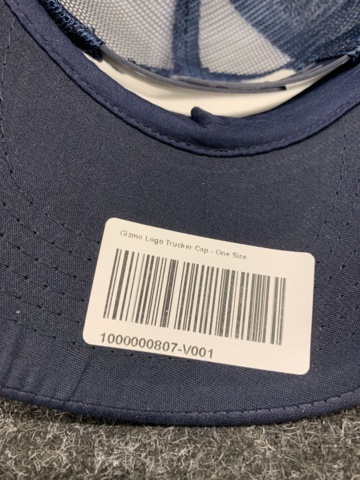 Gizmo Logo Trucker Cap - One Size
1000000807-V001